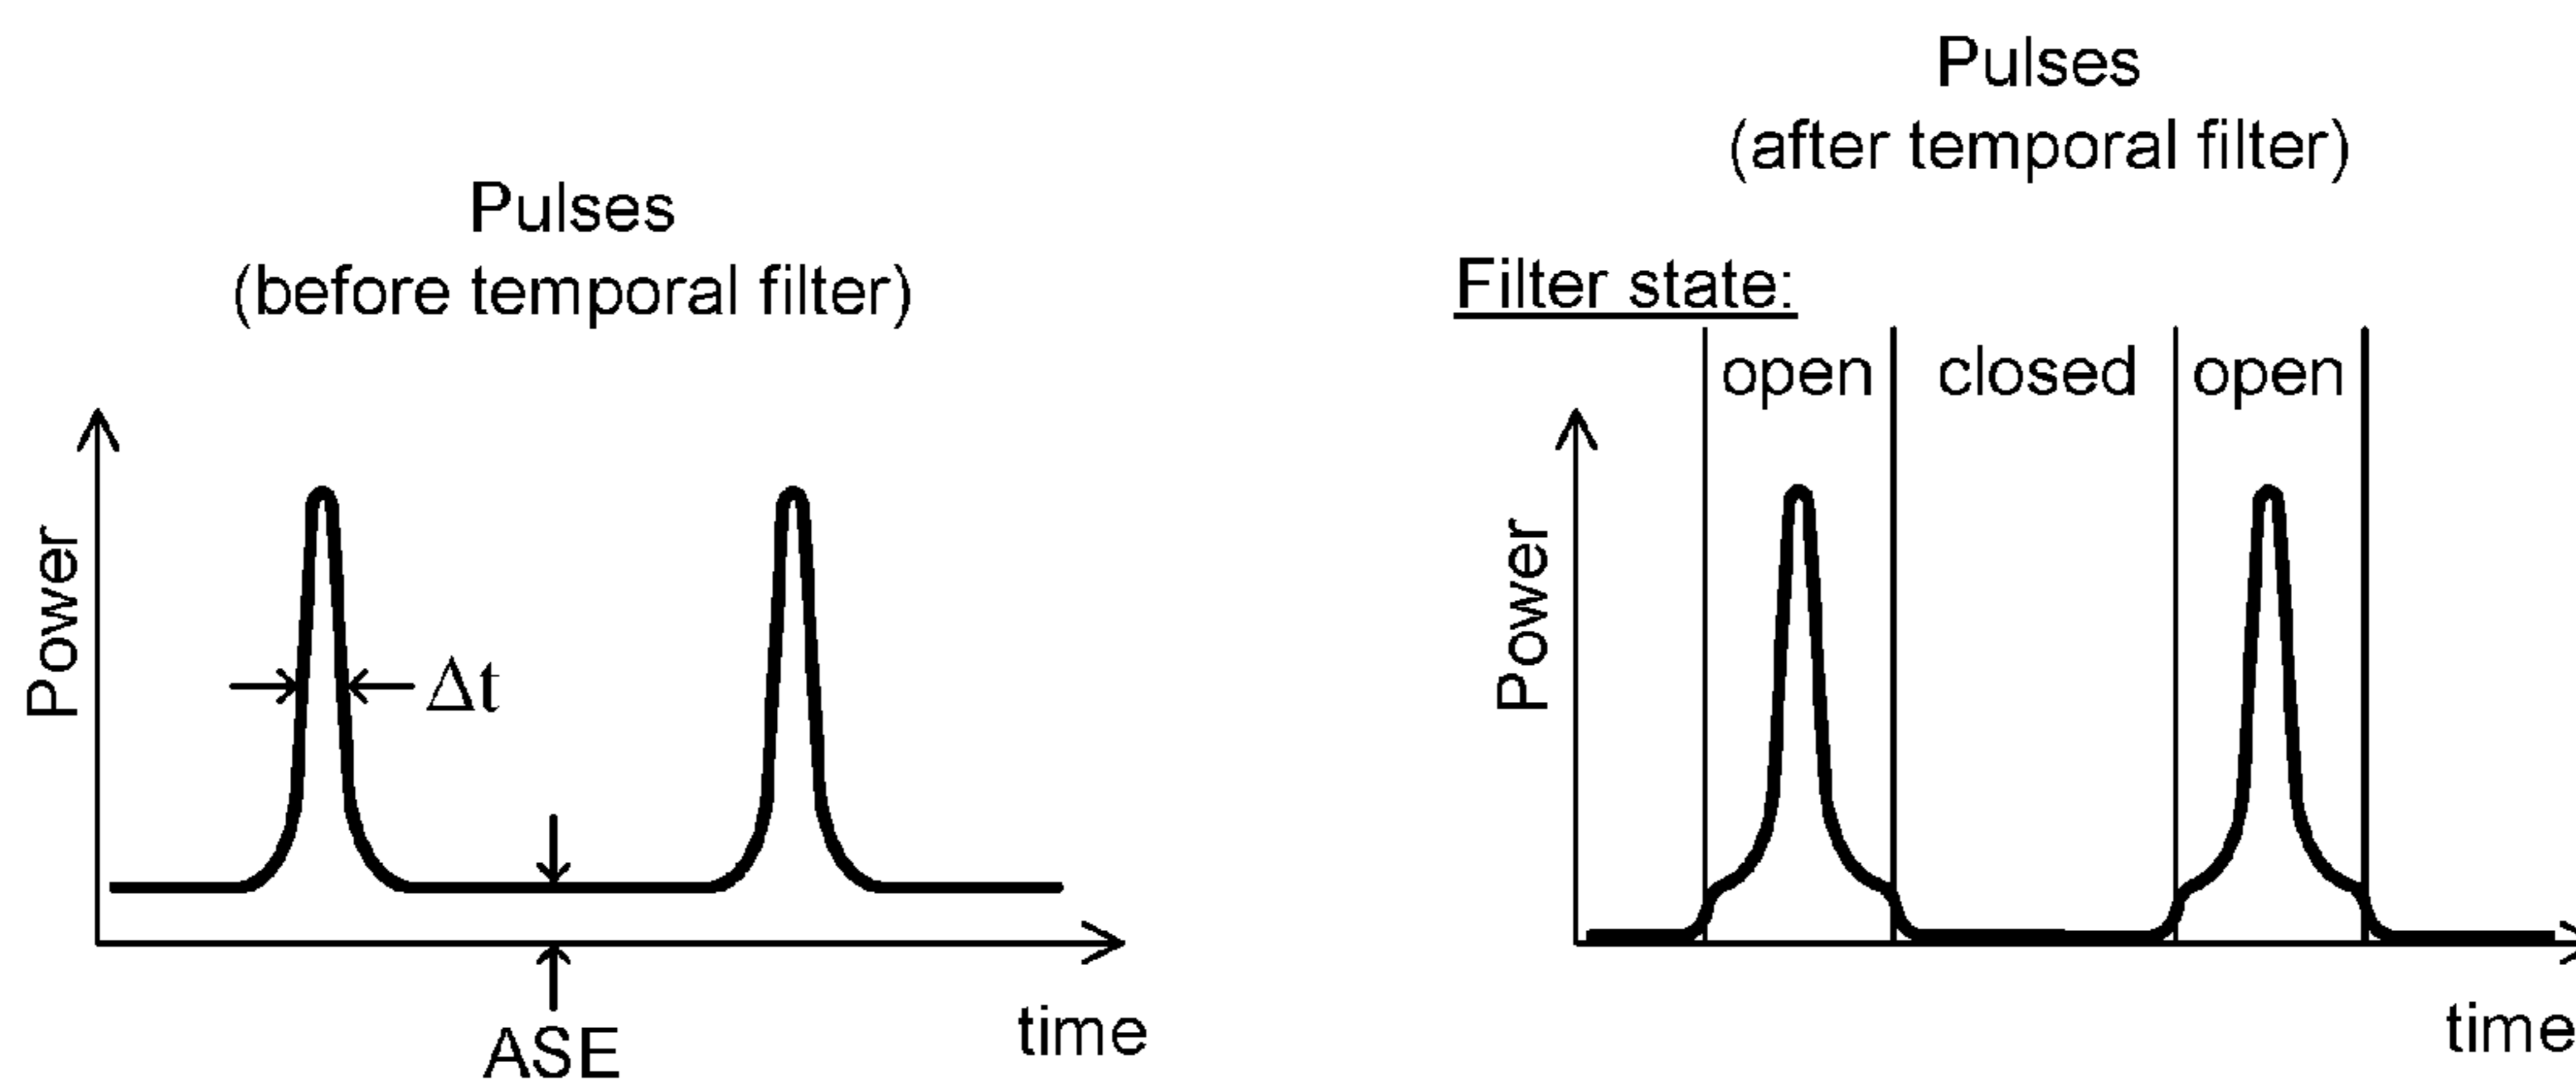 Pulses
(before temporal filter)
Power
Δt
ASE
time
Pulses
(after temporal filter)
Filter state:
open closed open
Power
time